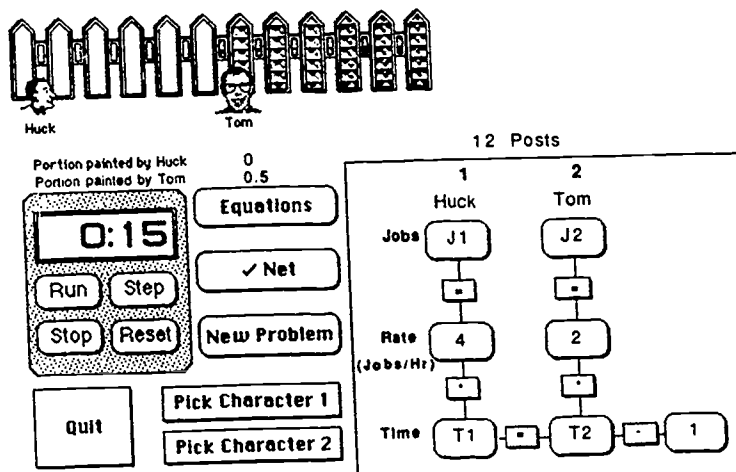 Huck
Tom
Portion painted by Huck 0
Portion painted by Tom 0.5
0:15
Run Step
Stop Reset
Quit
Equations
✓ Net
New Problem
Pick Character 1
Pick Character 2
12 Posts
1 2
Huck Tom
Jobs J1 J2
= =
Rate 4 2
(Jobs/Hr)
* *
Time T1 = T2 - 1